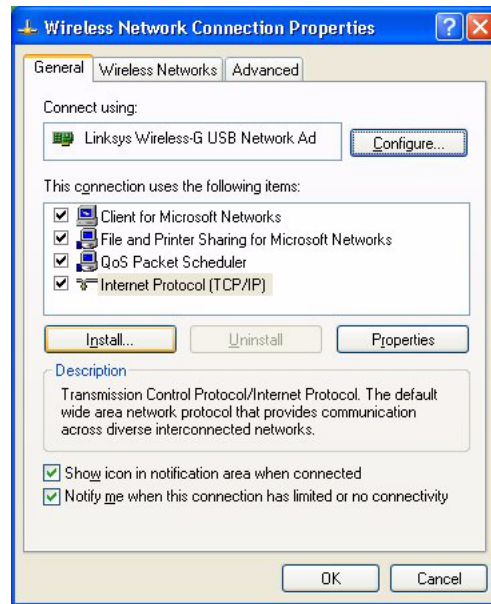 Wireless Network Connection Properties
General Wireless Networks Advanced
Connect using:
Linksys Wireless-G USB Network Ad
Configure...
This connection uses the following items:
Client for Microsoft Networks
File and Printer Sharing for Microsoft Networks
QoS Packet Scheduler
Internet Protocol (TCP/IP)
Install... Uninstall Properties
Description
Transmission Control Protocol/Internet Protocol. The default
wide area network protocol that provides communication
across diverse interconnected networks.
Show icon in notification area when connected
Notify me when this connection has limited or no connectivity
OK Cancel